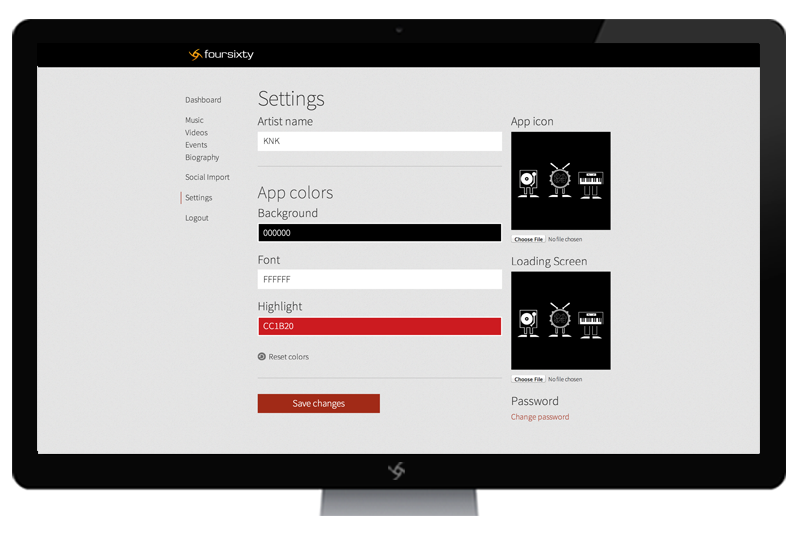 foursixty
Dashboard
Music
Videos
Events
Biography
Social Import
Settings
Logout
Settings
Artist name
KNK
App colors
Background
000000
Font
FFFFFF
Highlight
CC1B20
Reset colors
Save changes
App icon
Choose File No file chosen
Loading Screen
Choose File No file chosen
Password
Change password